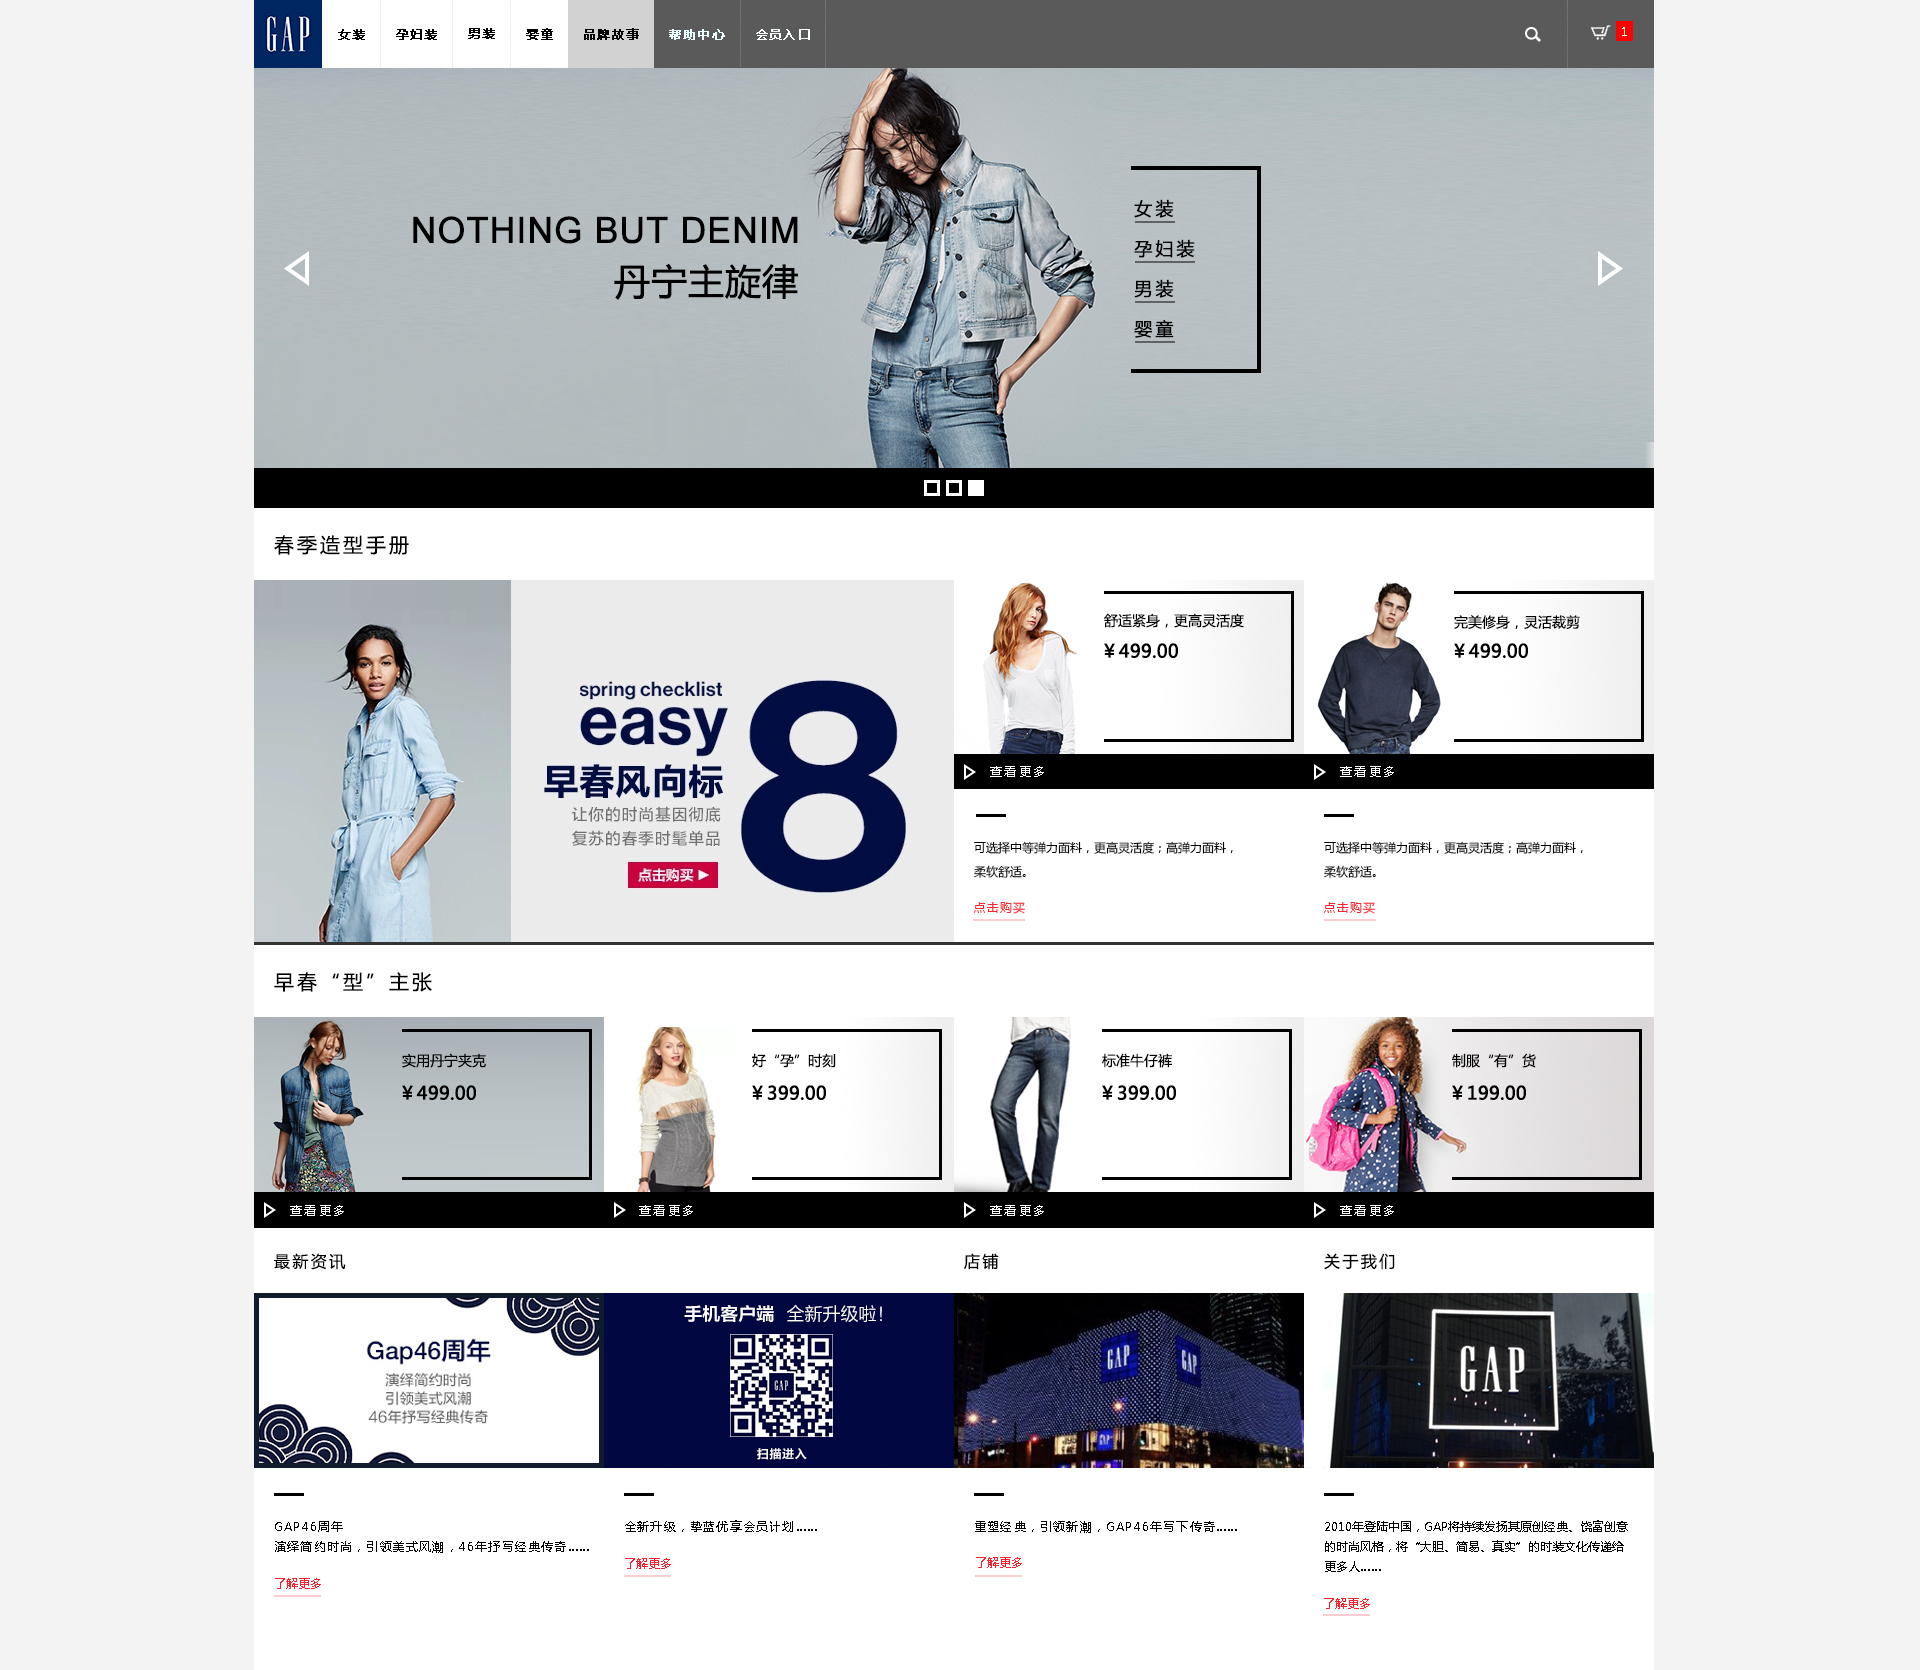 GAP
女装
孕妇装
男装
婴童
品牌故事
帮助中心
会员入口
1
NOTHING BUT DENIM
丹宁主旋律
女装
孕妇装
男装
婴童
春季造型手册
spring checklist
easy
8
早春风向标
让你的时尚基因彻底
复苏的春季时髦单品
点击购买
舒适紧身，更高灵活度
¥ 499.00
查看更多
可选择中等弹力面料，更高灵活度；高弹力面料，
柔软舒适。
点击购买
完美修身，灵活裁剪
¥ 499.00
查看更多
可选择中等弹力面料，更高灵活度；高弹力面料，
柔软舒适。
点击购买
早春“型”主张
实用丹宁夹克
¥ 499.00
查看更多
好“孕”时刻
¥ 399.00
查看更多
标准牛仔裤
¥ 399.00
查看更多
制服“有”货
¥ 199.00
查看更多
最新资讯
店铺
关于我们
Gap46周年
演绎简约时尚
引领美式风潮
46年抒写经典传奇
手机客户端 全新升级啦！
GAP
扫描进入
GAP
GAP
GAP
GAP
GAP46周年
演绎简约时尚，引领美式风潮，46年抒写经典传奇......
了解更多
全新升级，挚蓝优享会员计划......
了解更多
重塑经典，引领新潮，GAP46年写下传奇......
了解更多
2010年登陆中国，GAP将持续发扬其原创经典、饶富创意
的时尚风格，将“大胆、简易、真实”的时装文化传递给
更多人......
了解更多